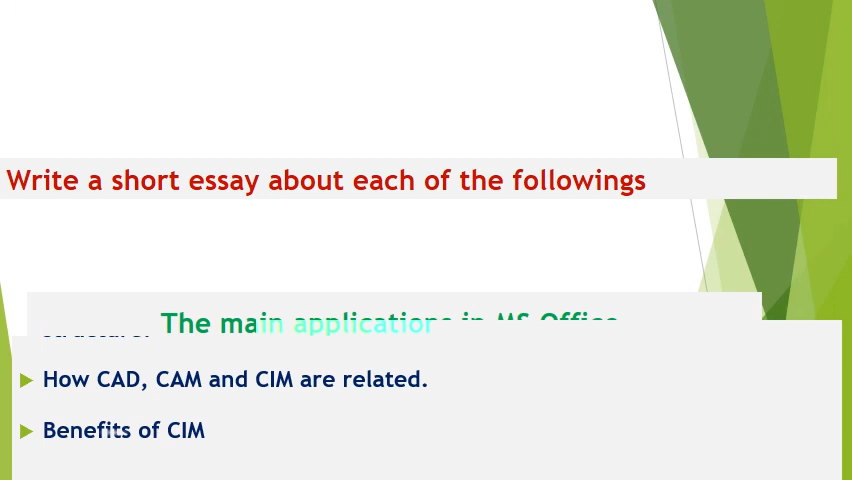 Write a short essay about each of the followings
The main applications in MS Office
How CAD, CAM and CIM are related.
Benefits of CIM